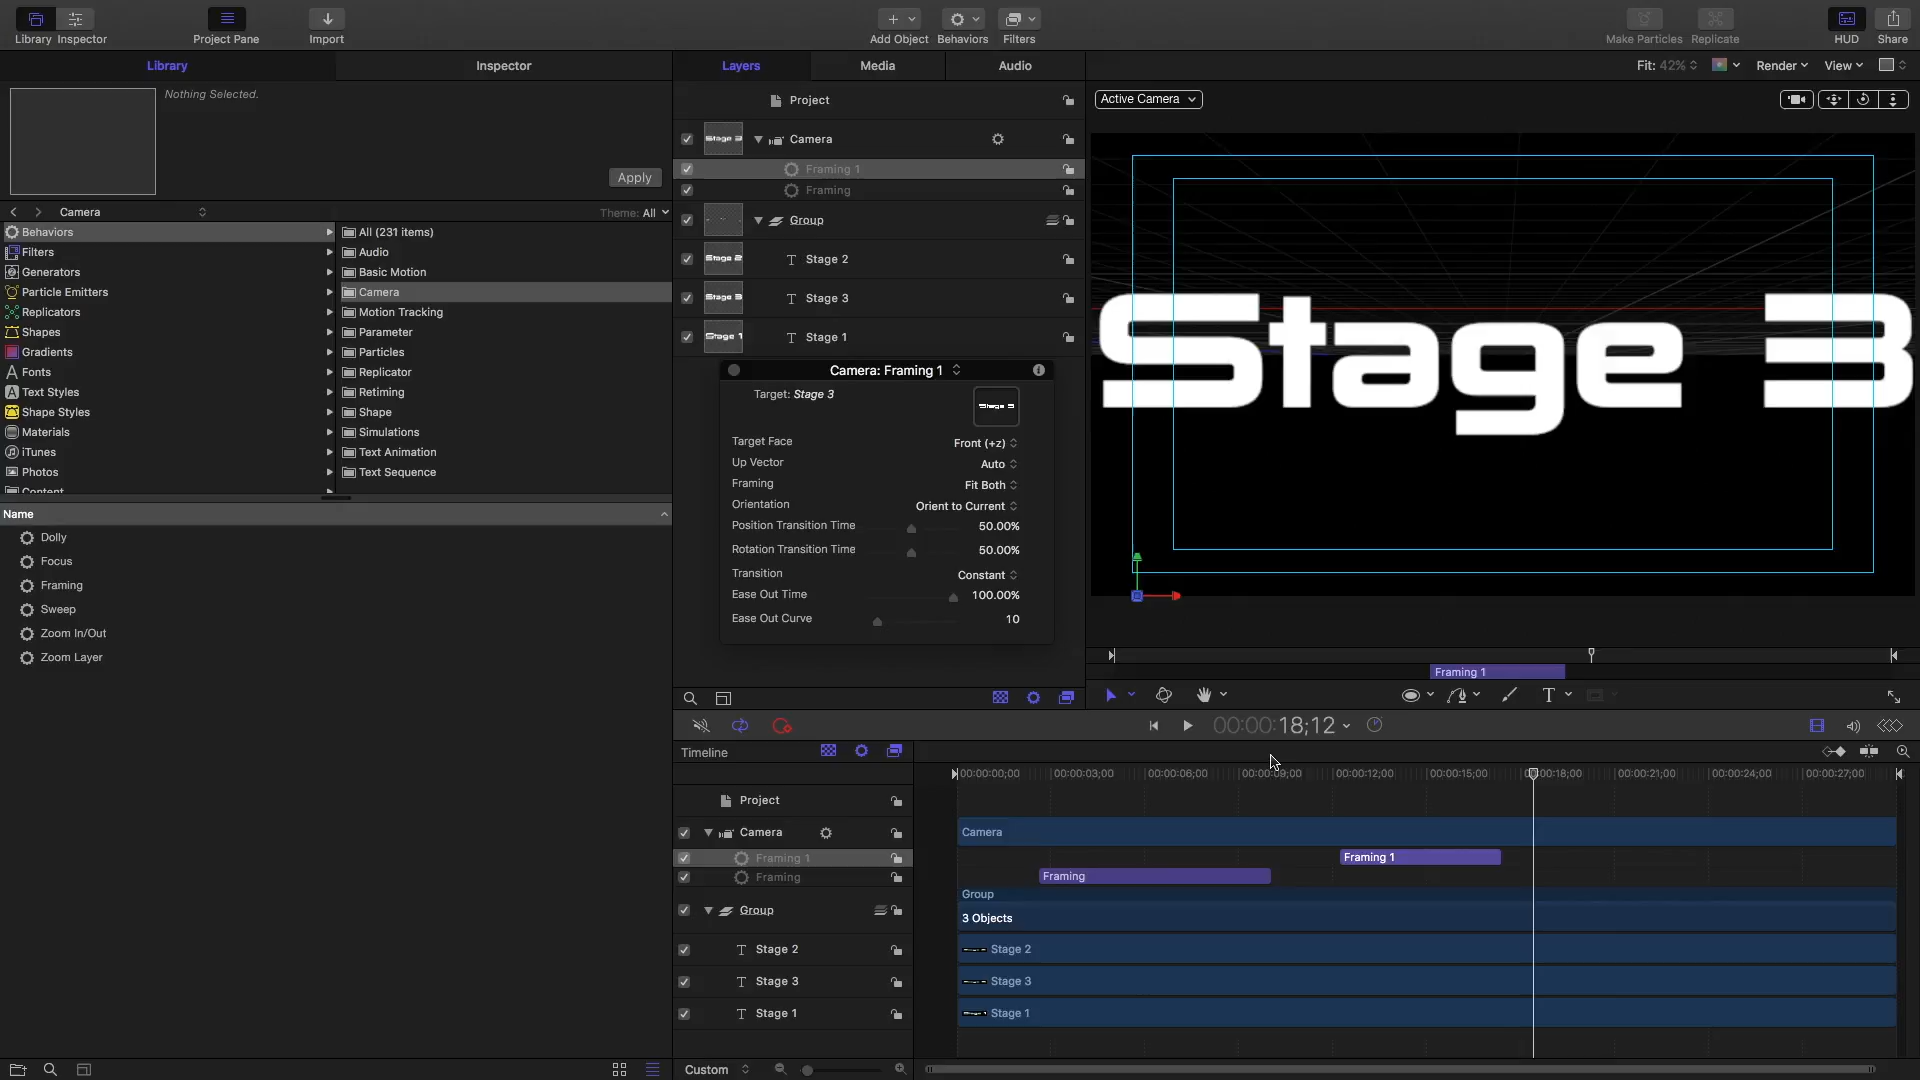 Library Inspector
Project Pane
Import
Add Object
Behaviors
Filters
Make Particles
Replicate
HUD
Share
Library
Inspector
Layers
Media
Audio
Fit: 42%
Render
View
Nothing Selected.
Apply
Camera
Theme: All
Behaviors
Filters
Generators
Particle Emitters
Replicators
Shapes
Gradients
Fonts
Text Styles
Shape Styles
Materials
iTunes
Photos
Content
All (231 items)
Audio
Basic Motion
Camera
Motion Tracking
Parameter
Particles
Replicator
Retiming
Shape
Simulations
Text Animation
Text Sequence
Name
Dolly
Focus
Framing
Sweep
Zoom In/Out
Zoom Layer
Project
Stage 3
Camera
Framing 1
Framing
Group
Stage 2
Stage 2
Stage 3
Stage 3
Stage 1
Stage 1
Camera: Framing 1
Target: Stage 3
Stage 3
Target Face
Front (+z)
Up Vector
Auto
Framing
Fit Both
Orientation
Orient to Current
Position Transition Time
50.00%
Rotation Transition Time
50.00%
Transition
Constant
Ease Out Time
100.00%
Ease Out Curve
10
Active Camera
Stage 3
Framing 1
00:00:18;12
Timeline
00:00:00;00
00:00:03;00
00:00:06;00
00:00:09;00
00:00:12;00
00:00:15;00
00:00:18;00
00:00:21;00
00:00:24;00
00:00:27;00
Project
Camera
Camera
Framing 1
Framing 1
Framing
Framing
Group
Group
3 Objects
Stage 2
Stage 2
Stage 3
Stage 3
Stage 1
Stage 1
Custom